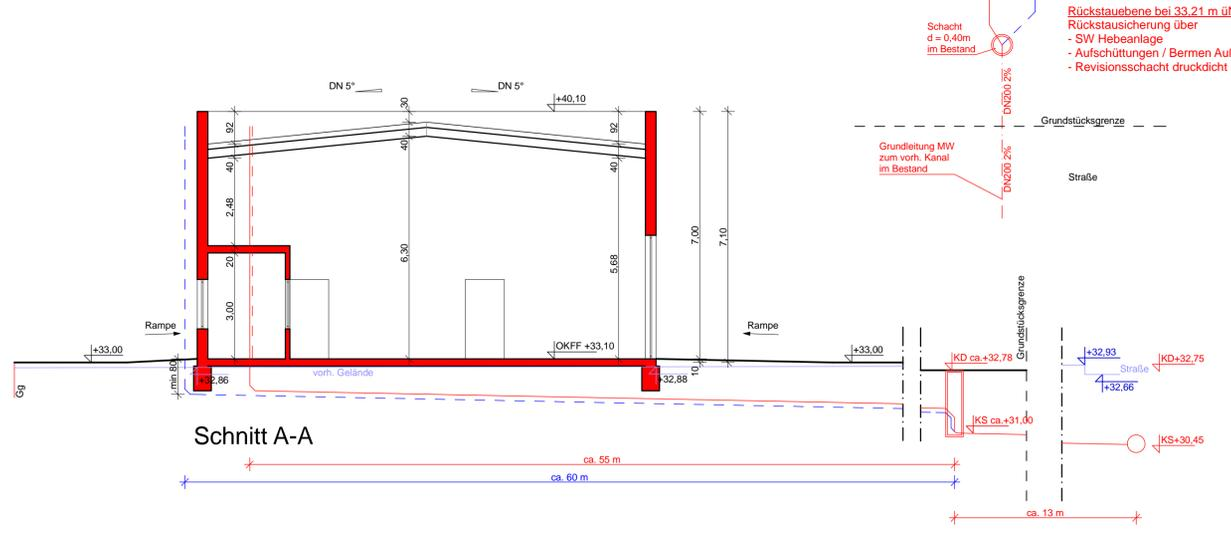 Rückstauebene bei 33.21 m ü
Rückstausicherung über
- SW Hebeanlage
- Aufschüttungen / Bermen Au
- Revisionsschacht druckdicht
Schacht
d = 0,40m
im Bestand
DN200 2%
Grundstücksgrenze
Grundleitung MW
zum vorh. Kanal
im Bestand
DN200 2%
Straße
DN 5°
DN 5°
+40,10
30
92
92
40
40
40
2,48
20
3,00
6,30
5,68
7,00
7,10
10
Rampe
Rampe
+33,00
OKFF +33,10
+33,00
vorh. Gelände
min 80
+32,86
+32,88
Gg
Grundstücksgrenze
KD ca.+32,78
+32,93
KD+32,75
Straße
+32,66
KS ca.+31,00
KS+30,45
Schnitt A-A
ca. 55 m
ca. 60 m
ca. 13 m